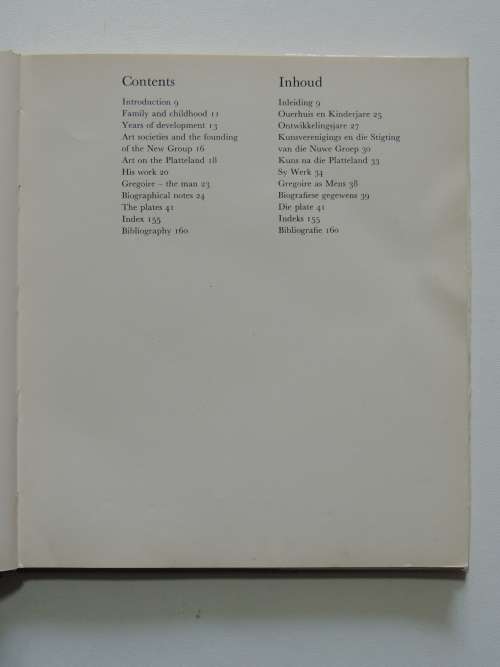 Contents
Introduction 9
Family and childhood 11
Years of development 13
Art societies and the founding
of the New Group 16
Art on the Platteland 18
His work 20
Gregoire – the man 23
Biographical notes 24
The plates 41
Index 155
Bibliography 160
Inhoud
Inleiding 9
Ouerhuis en Kinderjare 25
Ontwikkelingsjare 27
Kunsverenigings en die Stigting
van die Nuwe Groep 30
Kuns na die Platteland 33
Sy Werk 34
Gregoire as Mens 38
Biografiese gegewens 39
Die plate 41
Indeks 155
Bibliografie 160